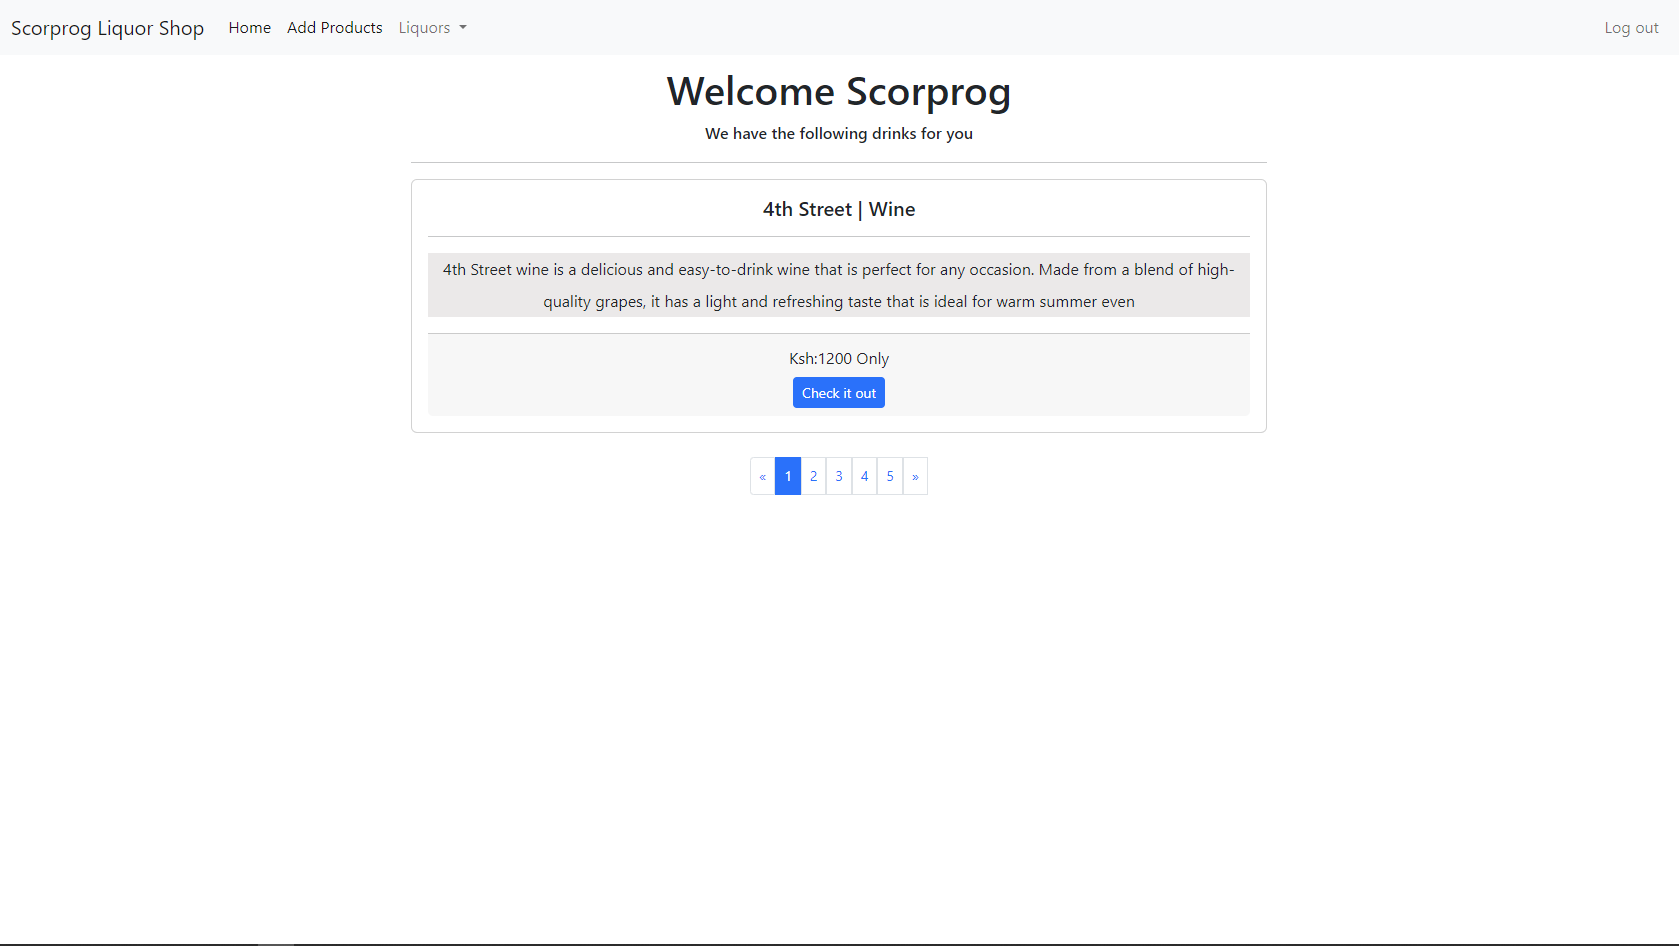 Scorprog Liquor Shop Home Add Products Liquors Log out
Welcome Scorprog
We have the following drinks for you
4th Street | Wine
4th Street wine is a delicious and easy-to-drink wine that is perfect for any occasion. Made from a blend of high-
quality grapes, it has a light and refreshing taste that is ideal for warm summer even
Ksh:1200 Only
Check it out
« 1 2 3 4 5 »